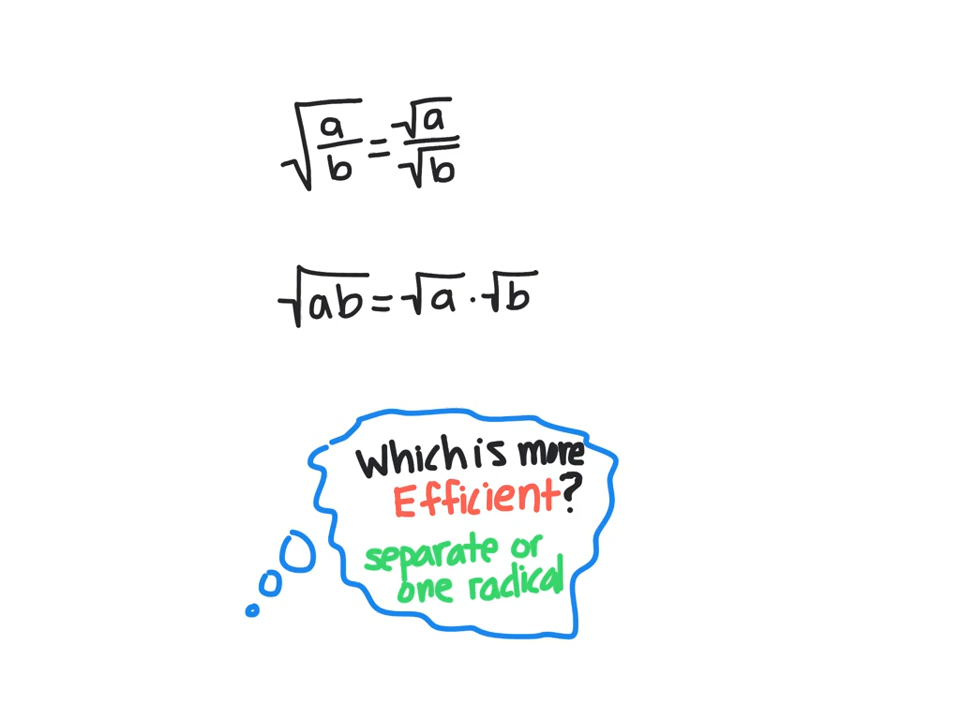 √(a/b) = √a/√b
√ab = √a · √b
Which is more
Efficient?
separate or
one radical